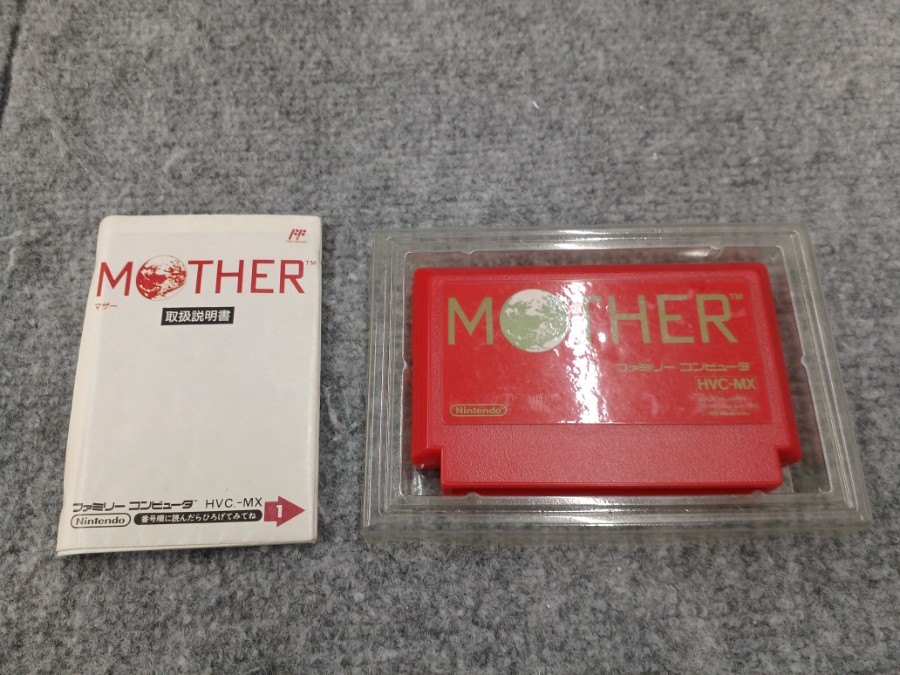 MOTHER™
マザー
取扱説明書
ファミリー コンピュータ™ HVC-MX
Nintendo 番号順に読んだらひろげてみてね 1
MOTHER™
ファミリー コンピュータ
HVC-MX
Nintendo